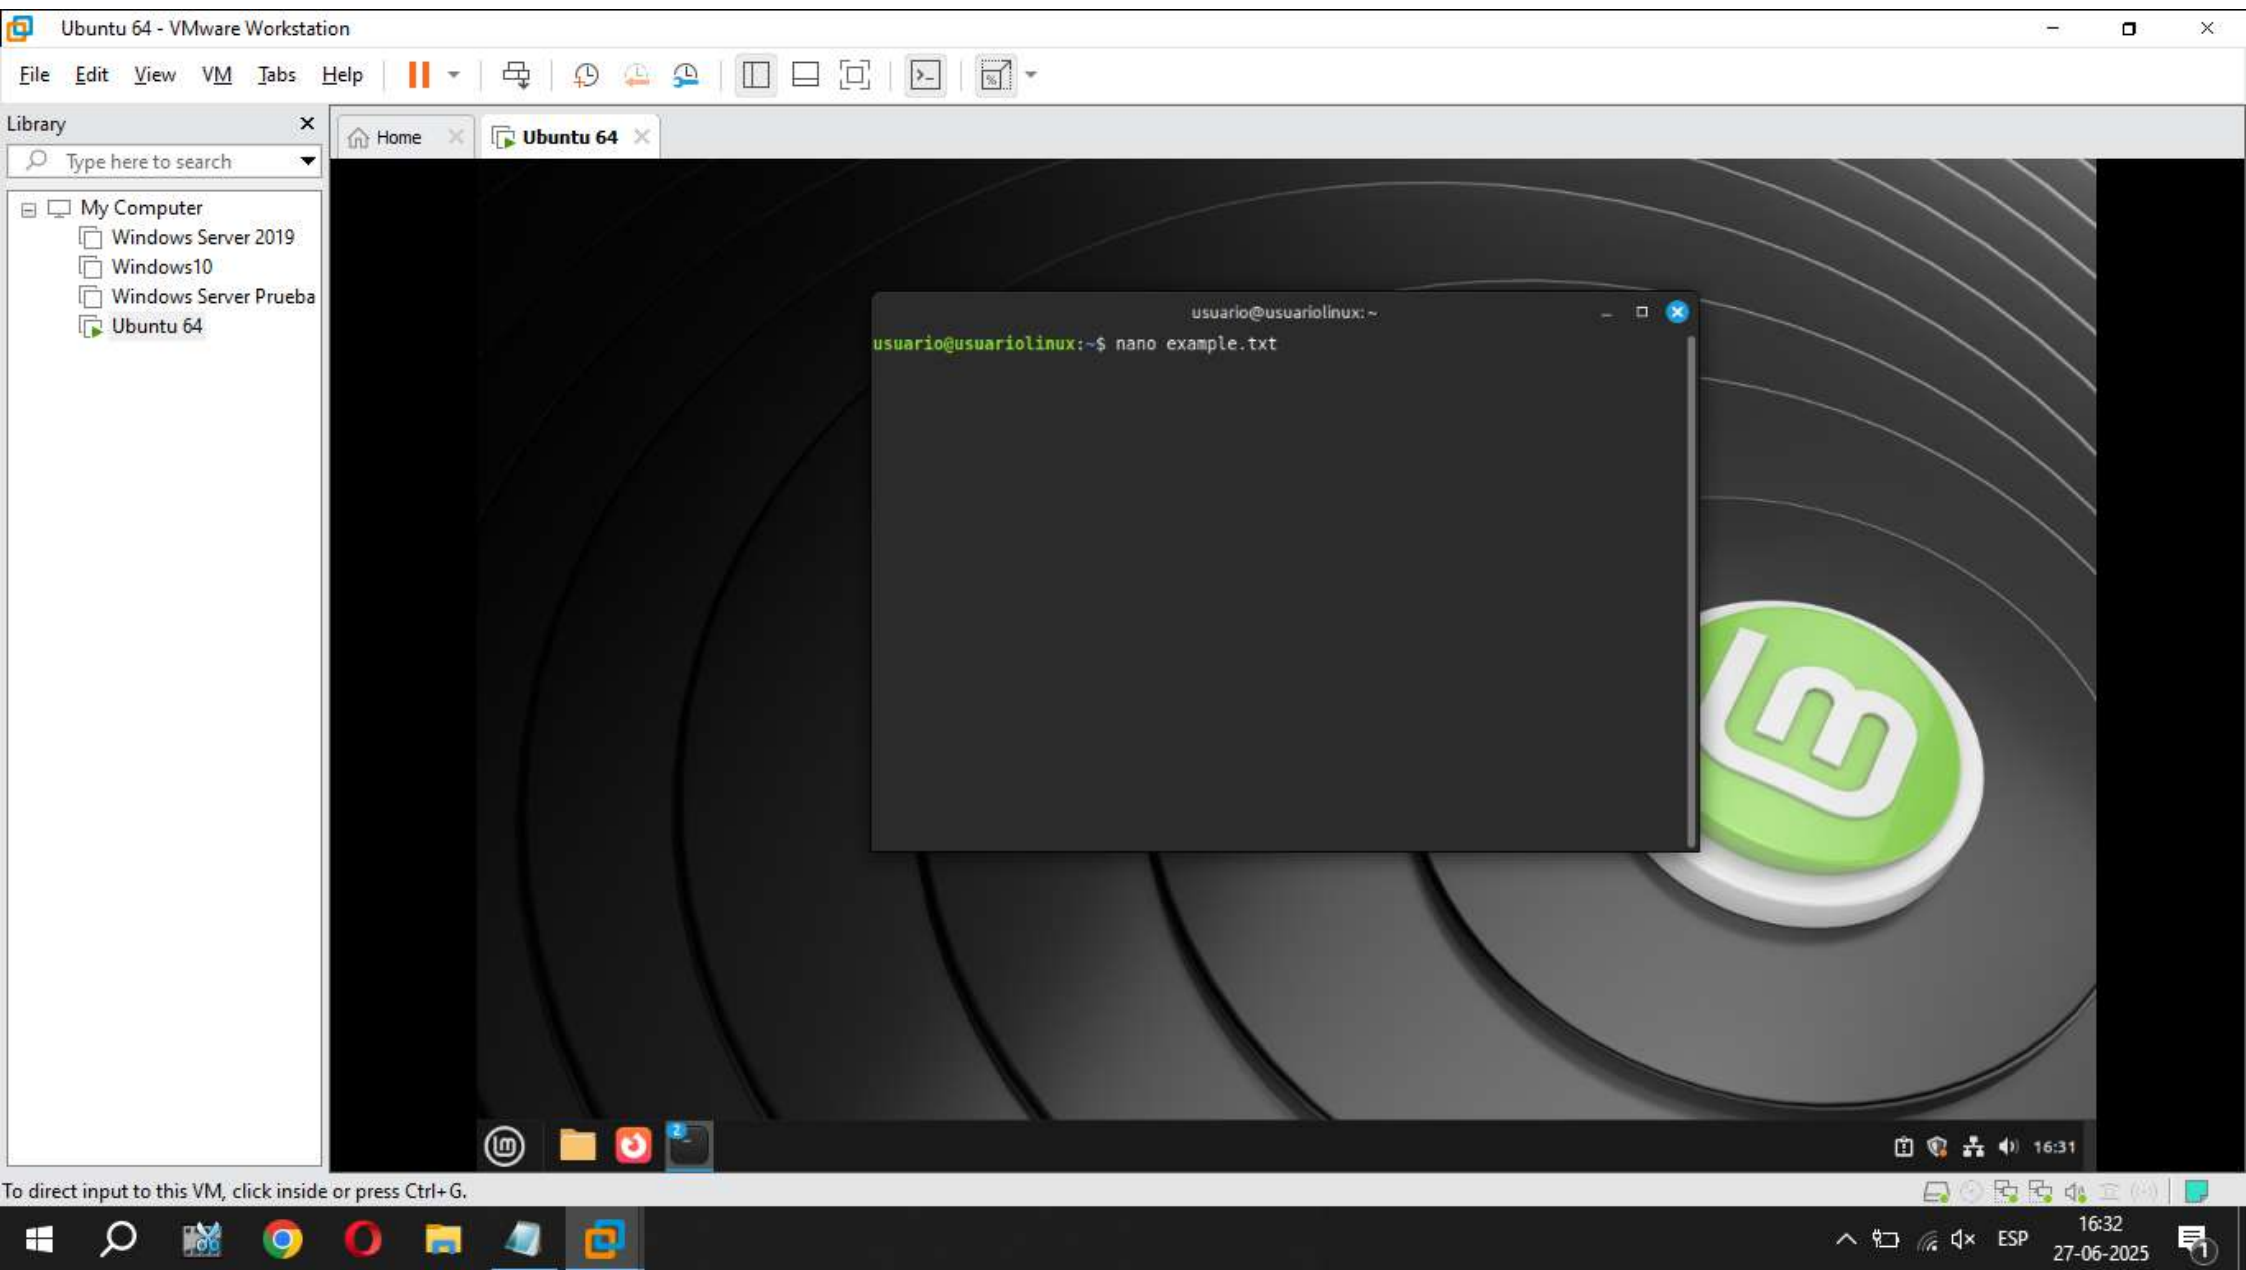 Ubuntu 64 - VMware Workstation
File Edit View VM Tabs Help
Library
Type here to search
My Computer
Windows Server 2019
Windows10
Windows Server Prueba
Ubuntu 64
Home
Ubuntu 64
usuario@usuariolinux: ~
usuario@usuariolinux:~$ nano example.txt
2
16:31
To direct input to this VM, click inside or press Ctrl+G.
ESP
16:32
27-06-2025
1